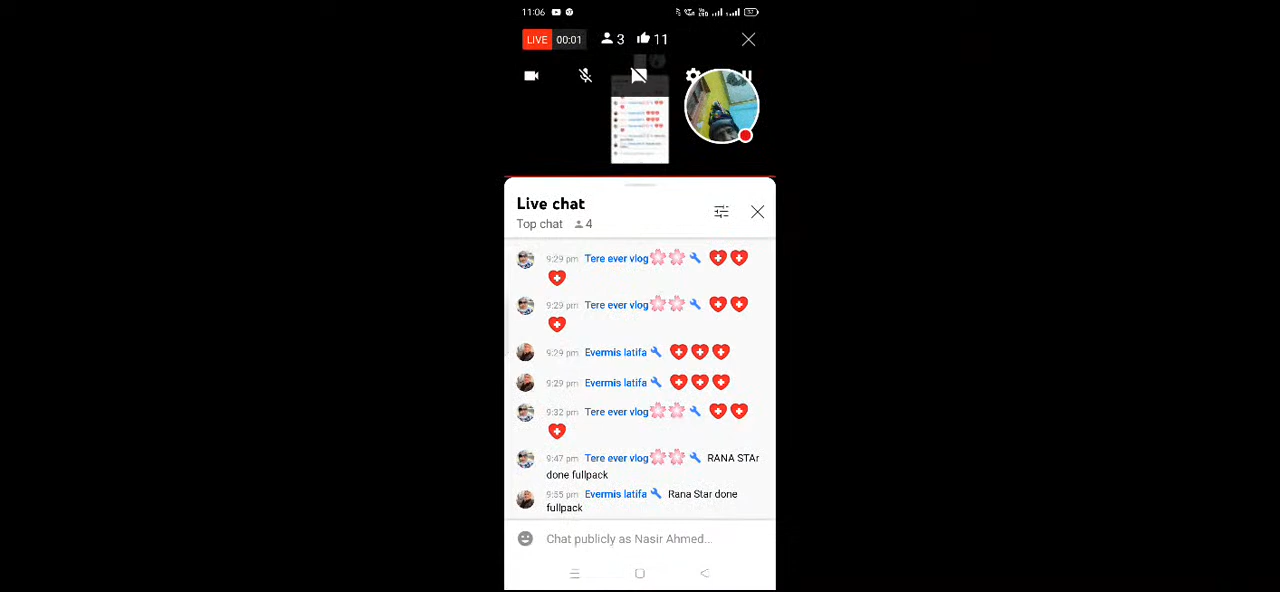 11:06
LIVE 00:01 3 11
Live chat
Top chat 4
9:29 pm Tere ever vlog🌸🌸
9:29 pm Tere ever vlog🌸🌸
9:29 pm Evermis latifa
9:29 pm Evermis latifa
9:32 pm Tere ever vlog🌸🌸
9:47 pm Tere ever vlog🌸🌸 RANA STAr
done fullpack
9:55 pm Evermis latifa Rana Star done
fullpack
Chat publicly as Nasir Ahmed...